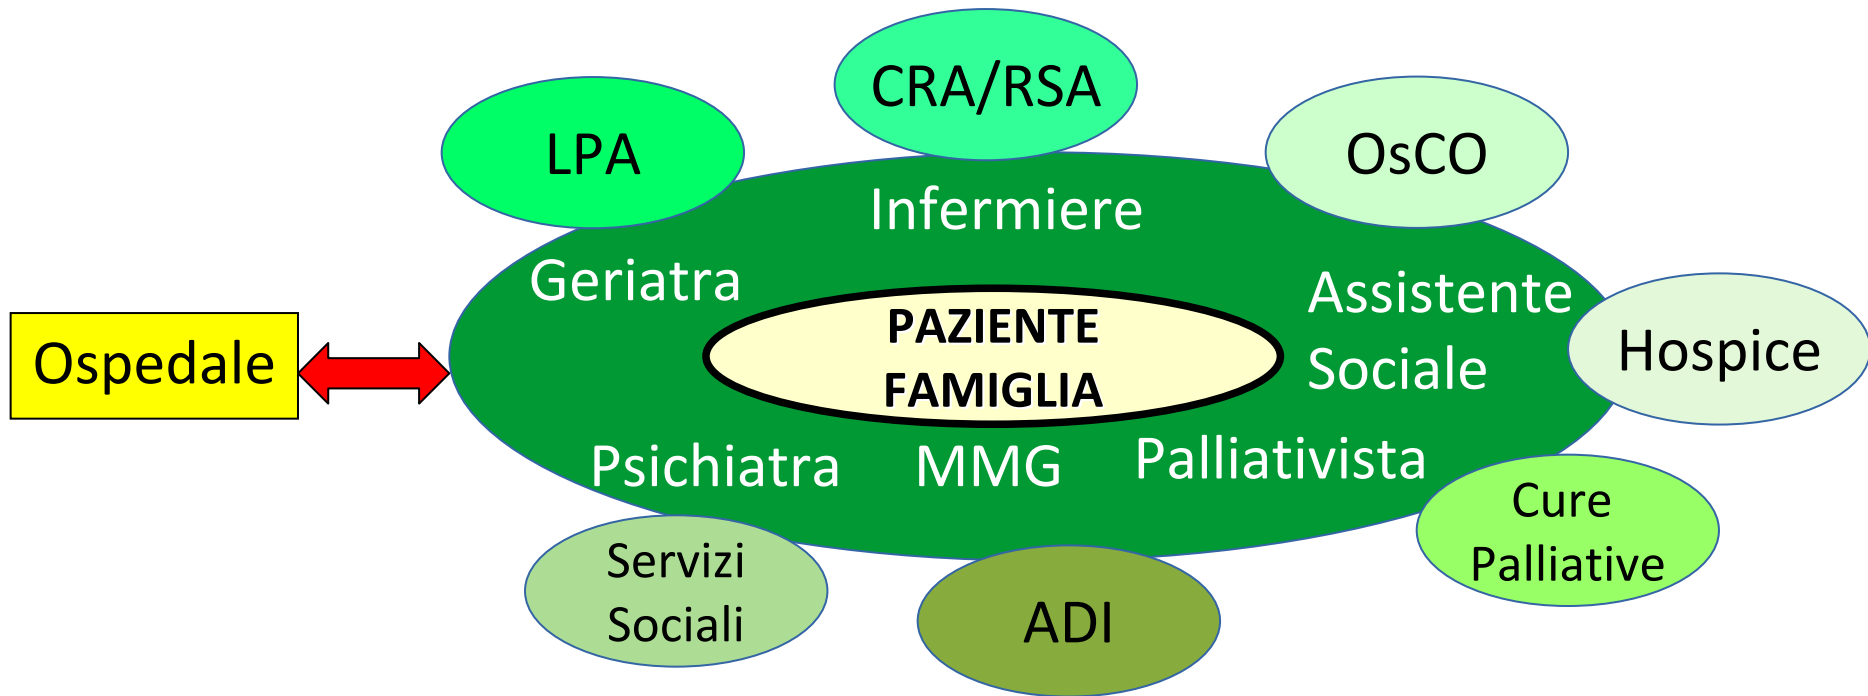 CRA/RSA
LPA
OsCO
Infermiere
Geriatra
Assistente
Sociale
PAZIENTE
FAMIGLIA
Ospedale
Hospice
Psichiatra
MMG
Palliativista
Cure
Palliative
Servizi
Sociali
ADI